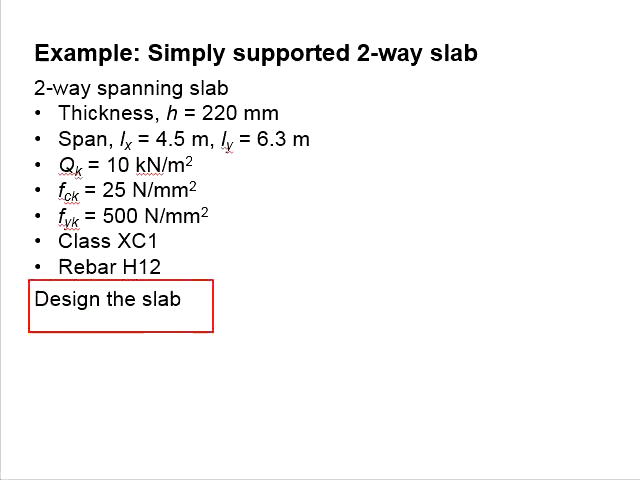 Example: Simply supported 2-way slab
2-way spanning slab
• Thickness, h = 220 mm
• Span, lx = 4.5 m, ly = 6.3 m
• Qk = 10 kN/m2
• fck = 25 N/mm2
• fyk = 500 N/mm2
• Class XC1
• Rebar H12
Design the slab